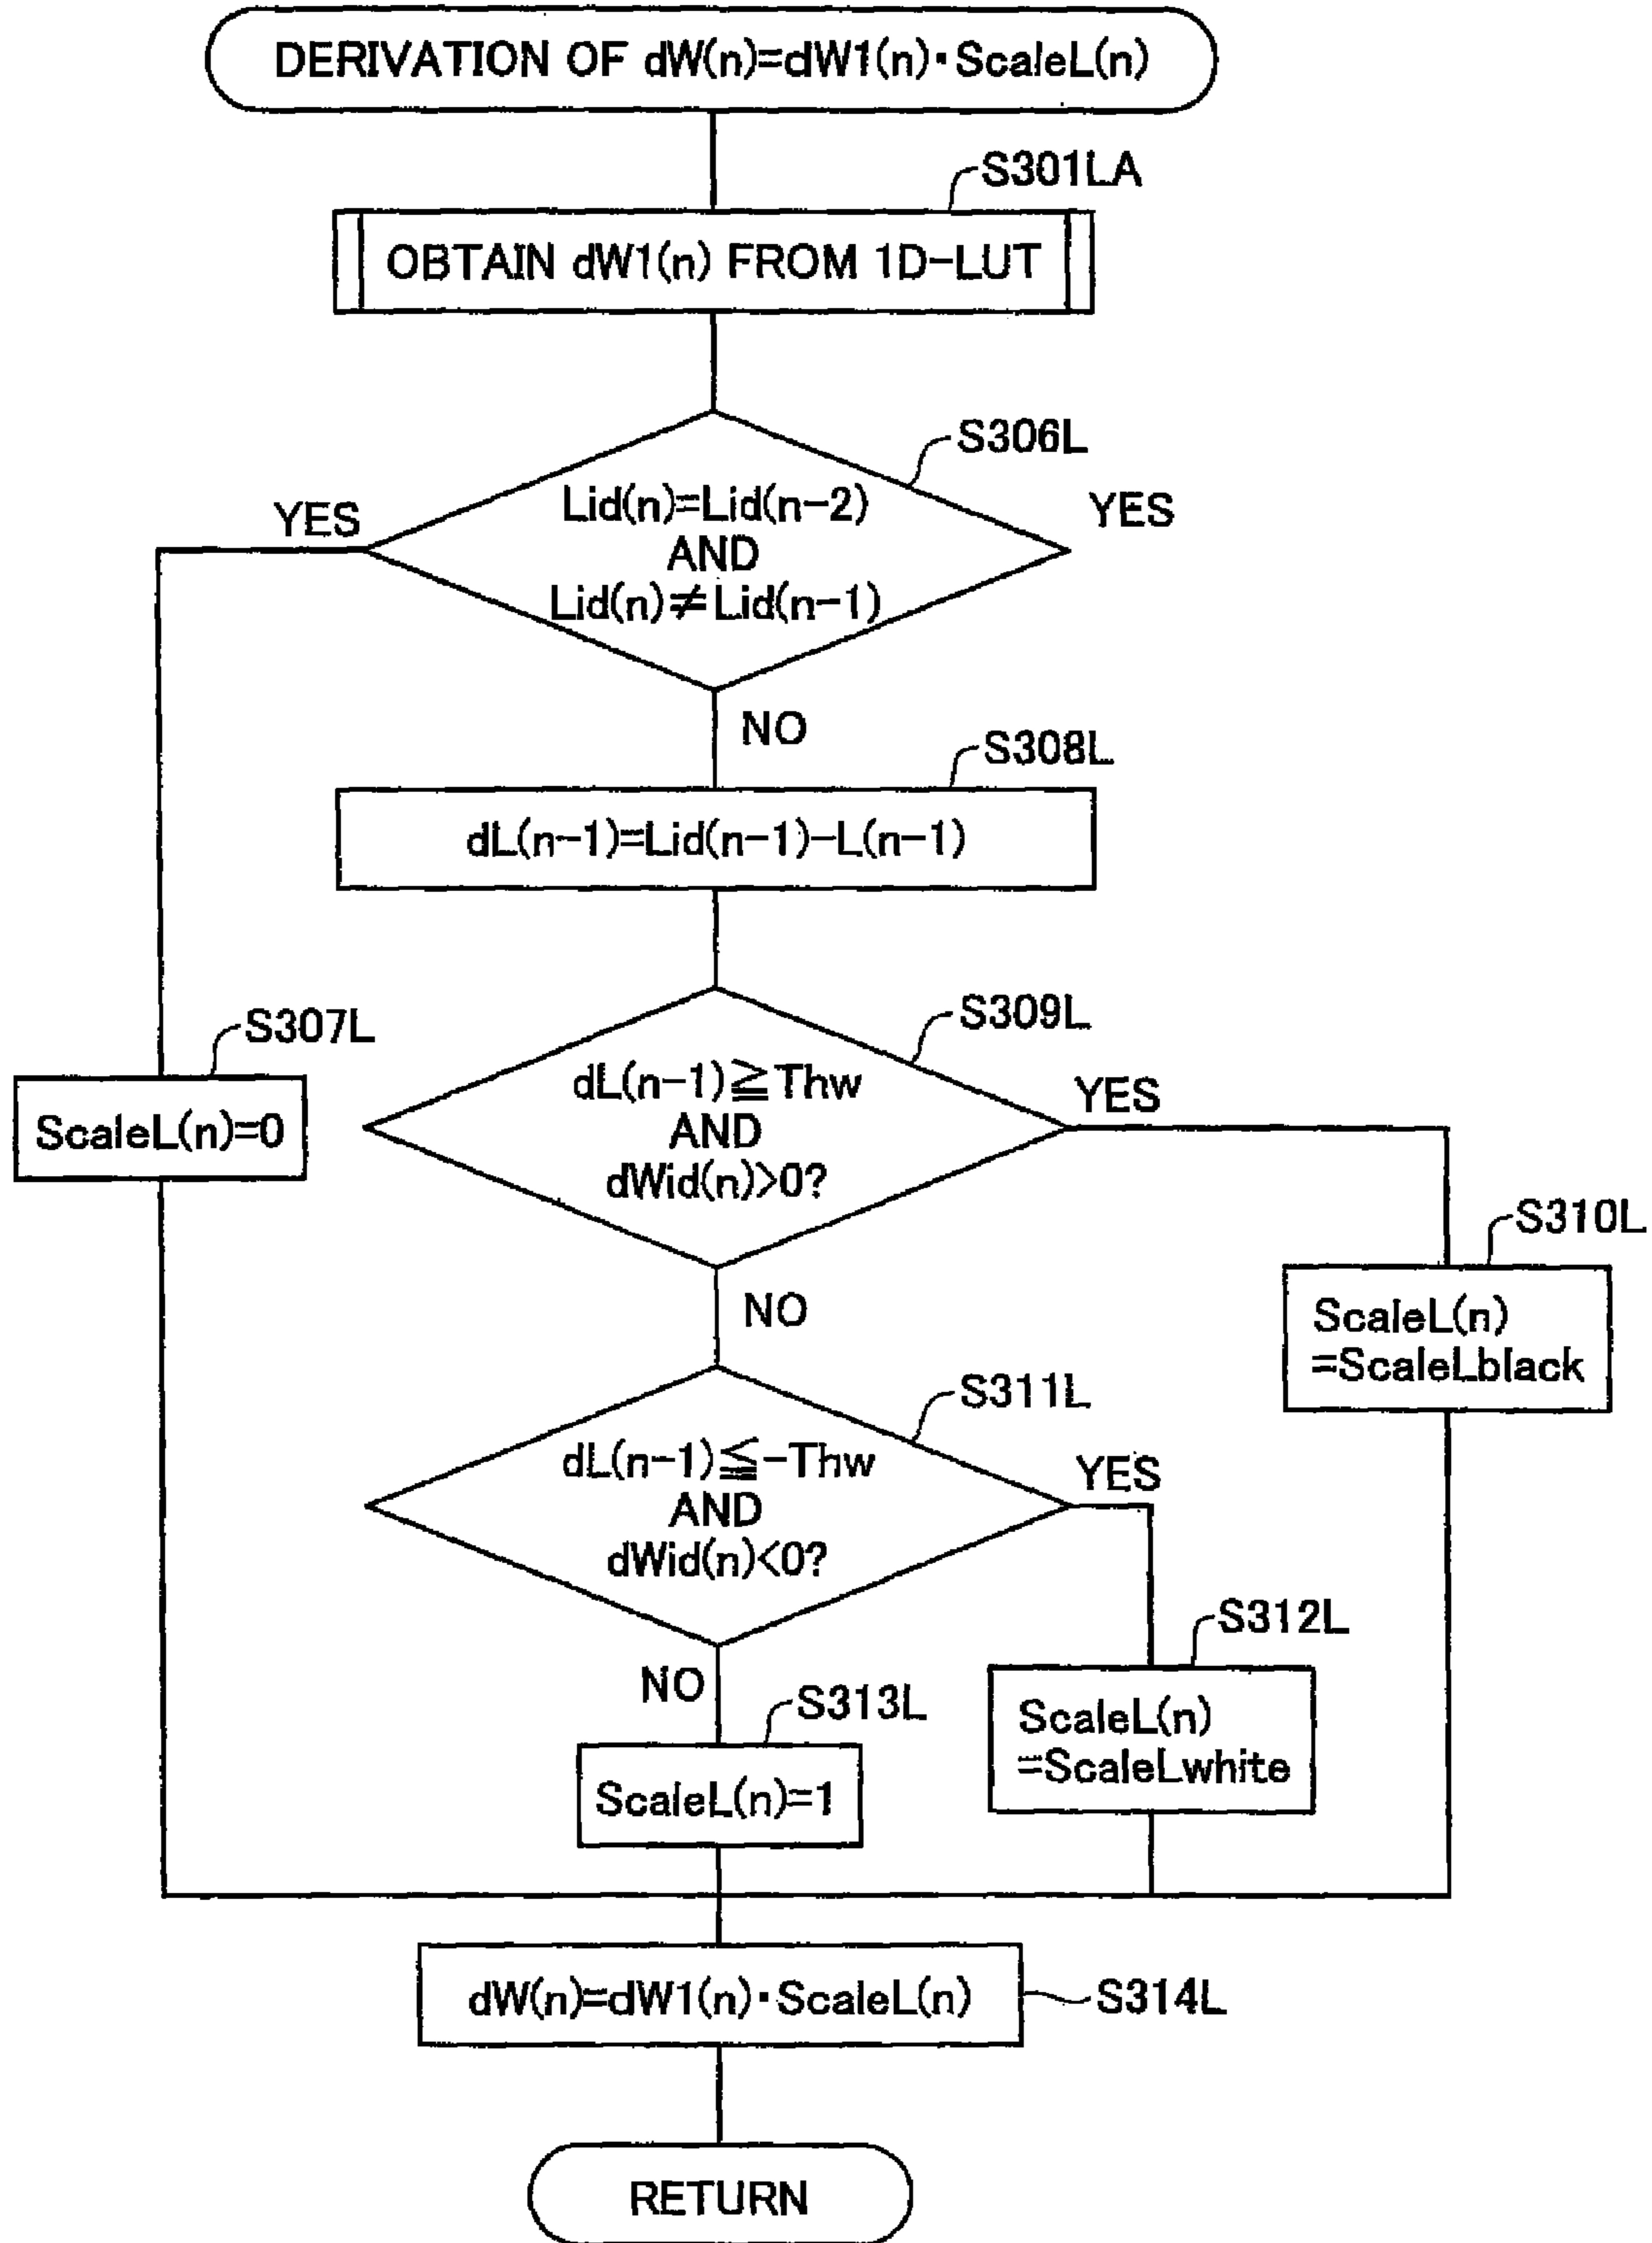 DERIVATION OF dW(n)=dW1(n)·ScaleL(n)
S301LA
OBTAIN dW1(n) FROM 1D-LUT
S306L
YES
Lid(n)=Lid(n-2)
AND
Lid(n)≠Lid(n-1)
YES
NO
S308L
dL(n-1)=Lid(n-1)-L(n-1)
S307L
ScaleL(n)=0
S309L
dL(n-1)≧Thw
AND
dWid(n)>0?
YES
NO
S310L
ScaleL(n)
=ScaleLblack
S311L
dL(n-1)≦-Thw
AND
dWid(n)<0?
YES
NO
S312L
ScaleL(n)
=ScaleLwhite
S313L
ScaleL(n)=1
dW(n)=dW1(n)·ScaleL(n)
S314L
RETURN